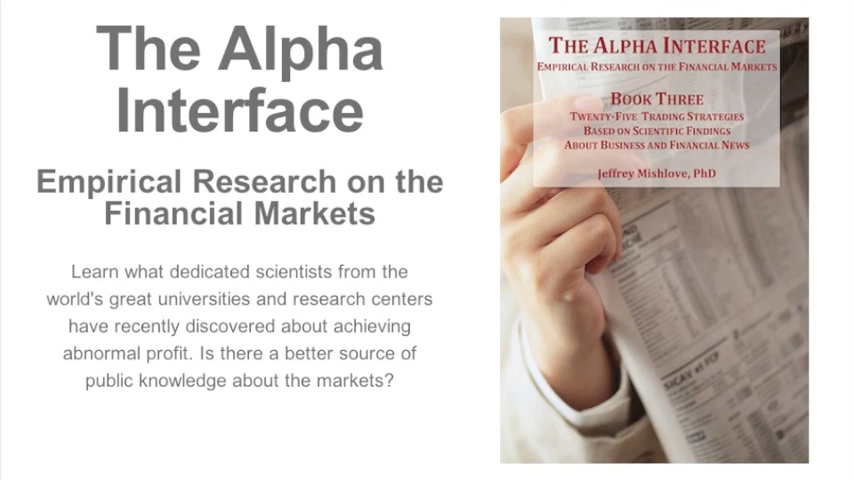 The Alpha
Interface
Empirical Research on the
Financial Markets
Learn what dedicated scientists from the
world's great universities and research centers
have recently discovered about achieving
abnormal profit. Is there a better source of
public knowledge about the markets?
THE ALPHA INTERFACE
EMPIRICAL RESEARCH ON THE FINANCIAL MARKETS
BOOK THREE
TWENTY-FIVE TRADING STRATEGIES
BASED ON SCIENTIFIC FINDINGS
ABOUT BUSINESS AND FINANCIAL NEWS
Jeffrey Mishlove, PhD
SICAV et FCP